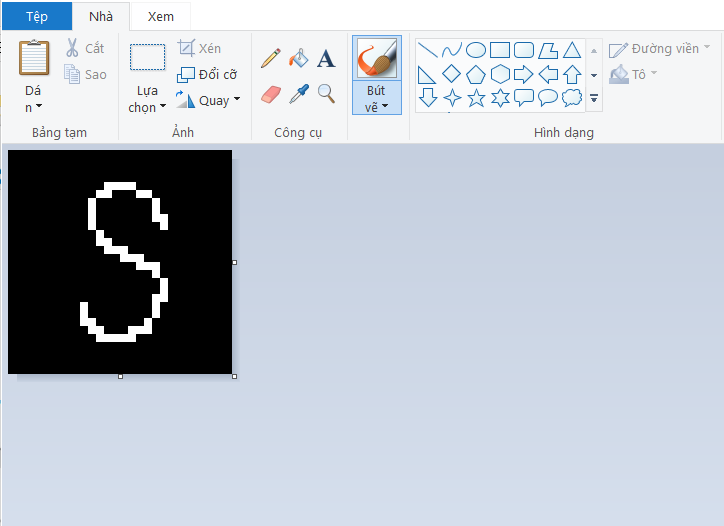 Tệp Nhà Xem
Dá
n
Cắt
Sao
Bảng tạm
Lựa
chọn
Xén
Đổi cỡ
Quay
Ảnh
A
Công cụ
Bút
vẽ
Hình dạng
Đường viền
Tô
S